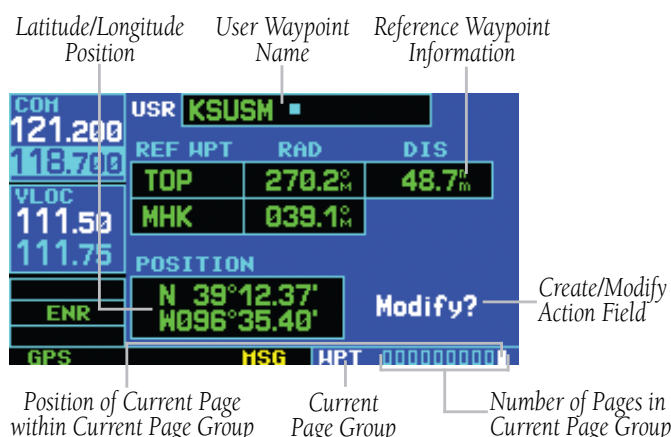 Latitude/Longitude Position
User Waypoint Name
Reference Waypoint Information
COM
121.200
118.700
VLOC
111.50
111.75
ENR
GPS
USR KSUSM
REF WPT RAD DIS
TOP 270.2°M 48.7nm
MHK 039.1°M
POSITION
N 39°12.37'
W096°35.40'
Modify?
MSG
WPT
Create/Modify Action Field
Position of Current Page within Current Page Group
Current Page Group
Number of Pages in Current Page Group